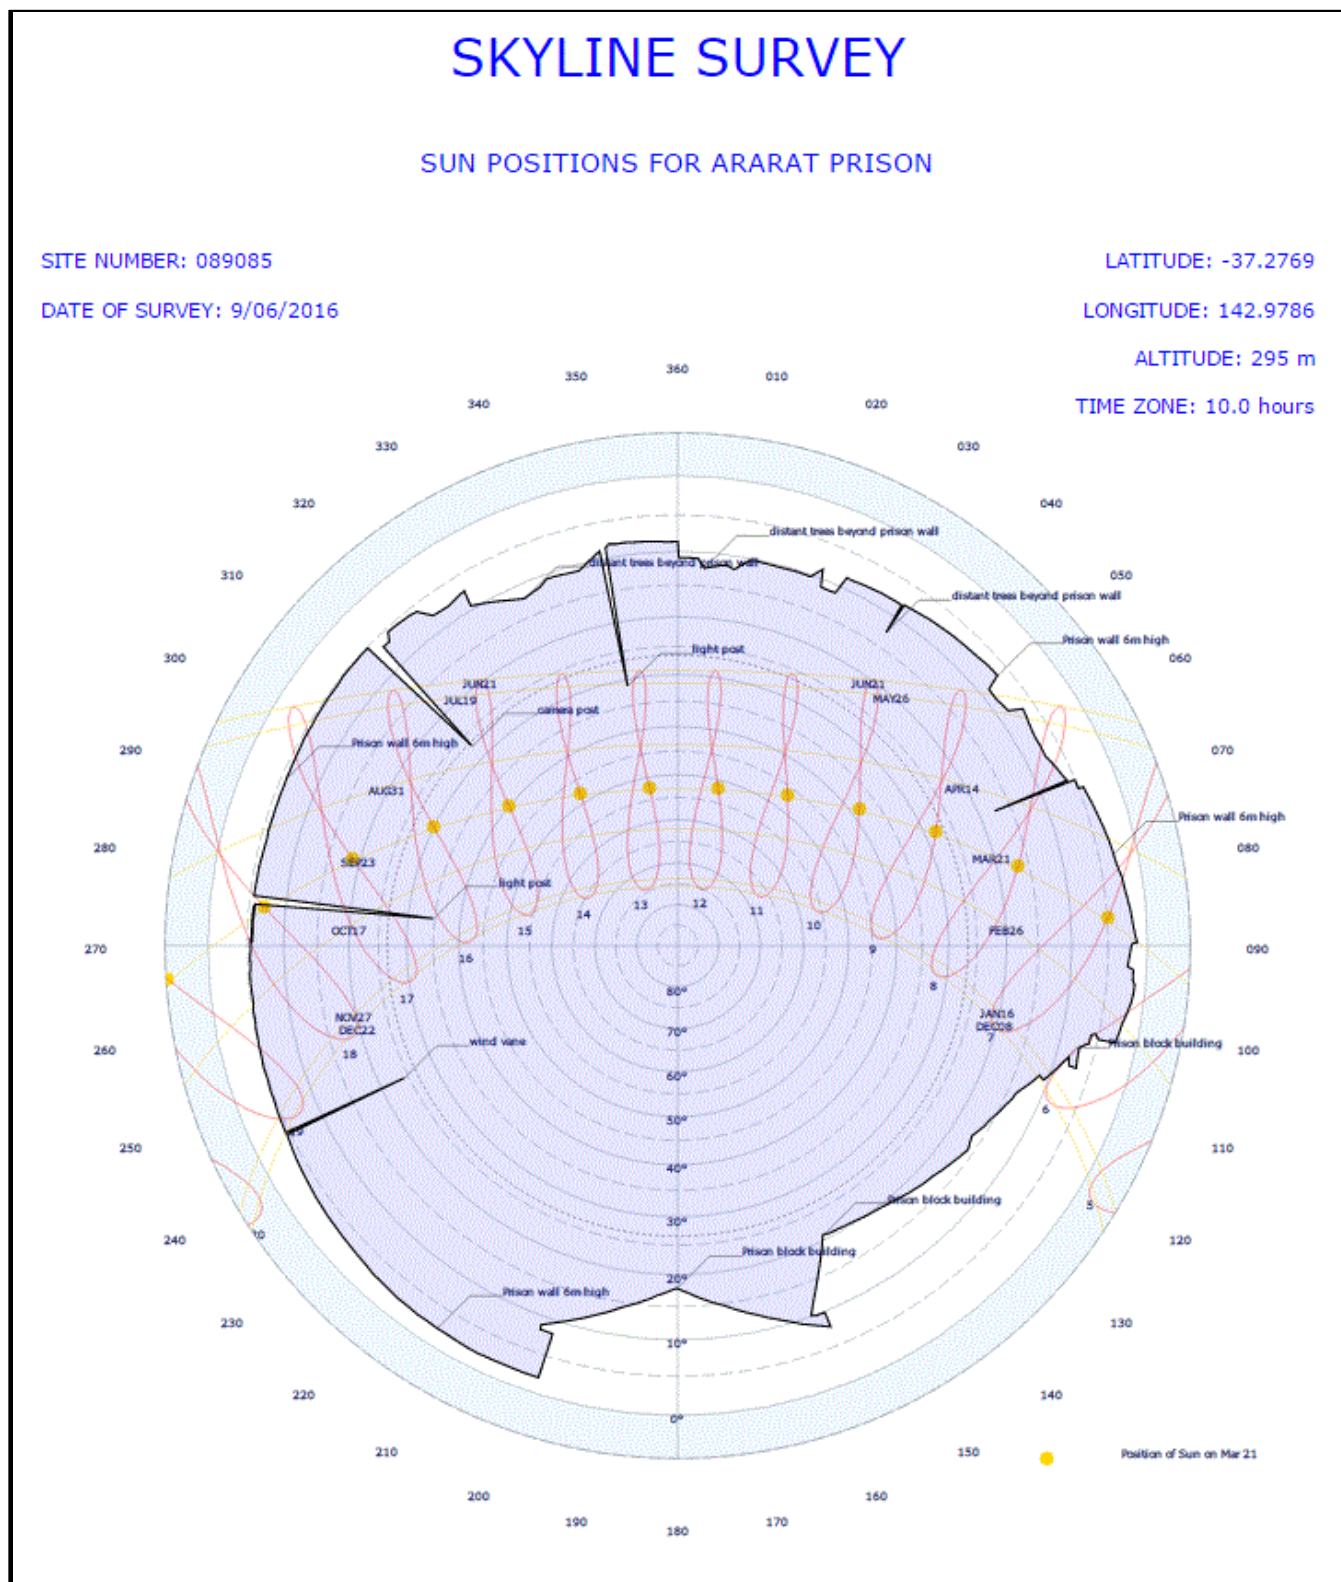 SKYLINE SURVEY
SUN POSITIONS FOR ARARAT PRISON
SITE NUMBER: 089085
LATITUDE: -37.2769
DATE OF SURVEY: 9/06/2016
LONGITUDE: 142.9786
ALTITUDE: 295 m
TIME ZONE: 10.0 hours
360
350
010
340
020
330
030
320
040
distant trees beyond prison wall
distant trees beyond prison wall
310
050
distant trees beyond prison wall
Prison wall 6m high
light post
300
060
JUN21
JUN21
JUL19
MAY26
camera post
Prison wall 6m high
290
070
AUG31
APR14
Prison wall 6m high
280
080
SEP23
MAR21
light post
12
13
11
14
10
15
OCT17
FEB26
270
090
9
16
8
80°
17
JAN16
NOV27
DEC22
DEC08
70°
7
wind vane
Prison block building
260
18
100
60°
6
50°
19
250
110
40°
Prison block building
5
30°
20
240
120
Prison block building
20°
Prison wall 6m high
230
130
10°
220
140
0°
210
150
Position of Sun on Mar 21
200
160
190
170
180